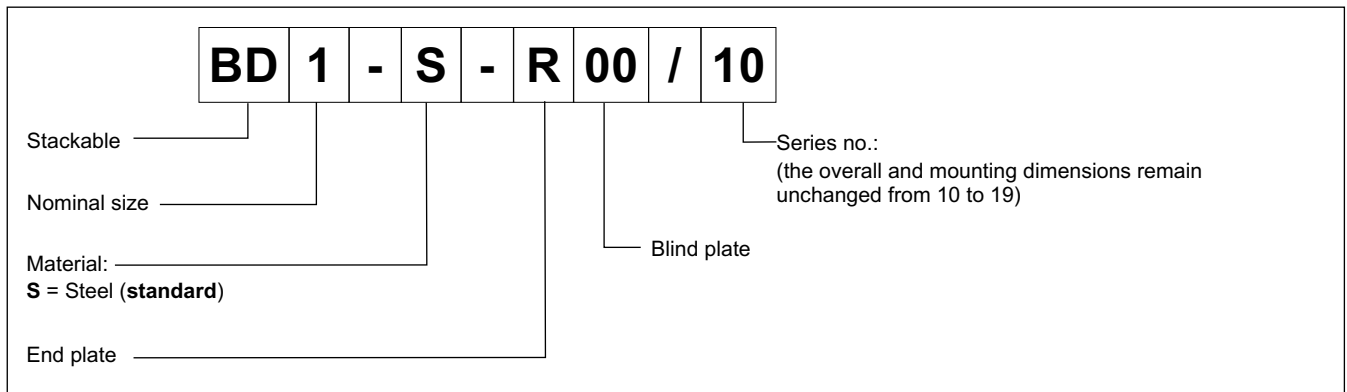 BD 1 - S - R 00 / 10
Stackable
Nominal size
Material:
S = Steel (standard)
End plate
Blind plate
Series no.:
(the overall and mounting dimensions remain
unchanged from 10 to 19)